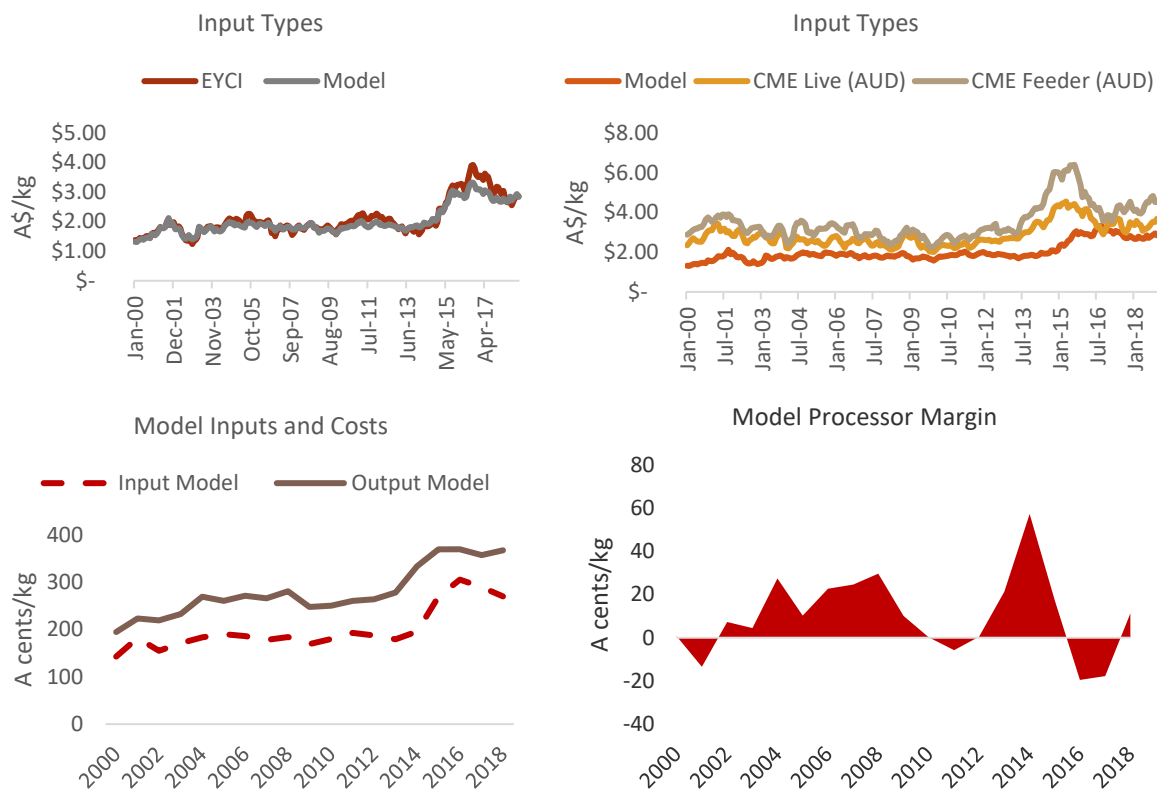 Input Types
EYCI Model
A$/kg
$5.00
$4.00
$3.00
$2.00
$1.00
$-
Jan-00
Dec-01
Nov-03
Oct-05
Sep-07
Aug-09
Jul-11
Jun-13
May-15
Apr-17
Input Types
Model CME Live (AUD) CME Feeder (AUD)
A$/kg
$8.00
$6.00
$4.00
$2.00
$-
Jan-00
Jul-01
Jan-03
Jul-04
Jan-06
Jul-07
Jan-09
Jul-10
Jan-12
Jul-13
Jan-15
Jul-16
Jan-18
Model Inputs and Costs
Input Model Output Model
A cents/kg
400
300
200
100
0
2000
2002
2004
2006
2008
2010
2012
2014
2016
2018
Model Processor Margin
A cents/kg
80
60
40
20
0
-20
-40
2000
2002
2004
2006
2008
2010
2012
2014
2016
2018